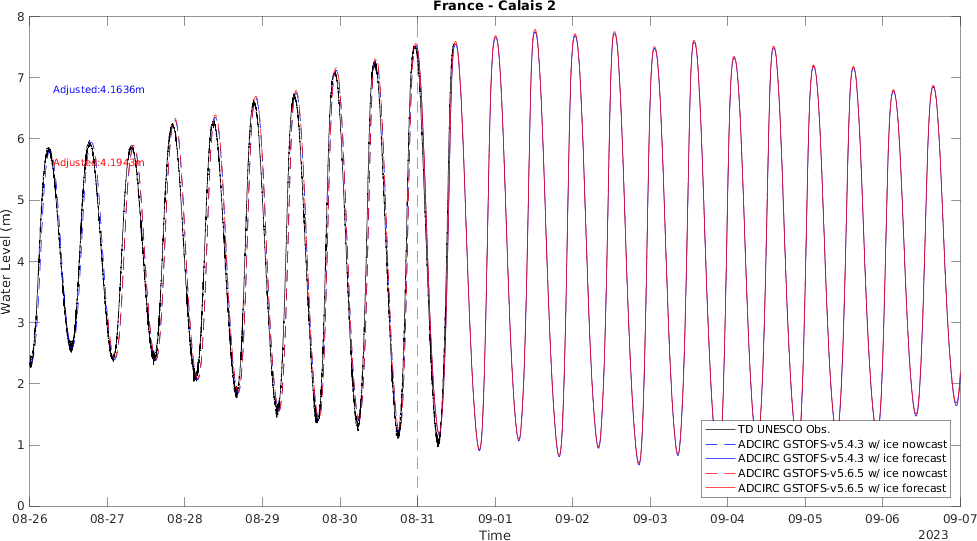 France - Calais 2
8
7
6
5
4
3
2
1
0
Water Level (m)
Adjusted:4.1636m
Adjusted:4.1943m
TD UNESCO Obs.
ADCIRC GSTOFS-v5.4.3 w/ ice nowcast
ADCIRC GSTOFS-v5.4.3 w/ ice forecast
ADCIRC GSTOFS-v5.6.5 w/ ice nowcast
ADCIRC GSTOFS-v5.6.5 w/ ice forecast
08-26 08-27 08-28 08-29 08-30 08-31 09-01 09-02 09-03 09-04 09-05 09-06 09-07
Time
2023